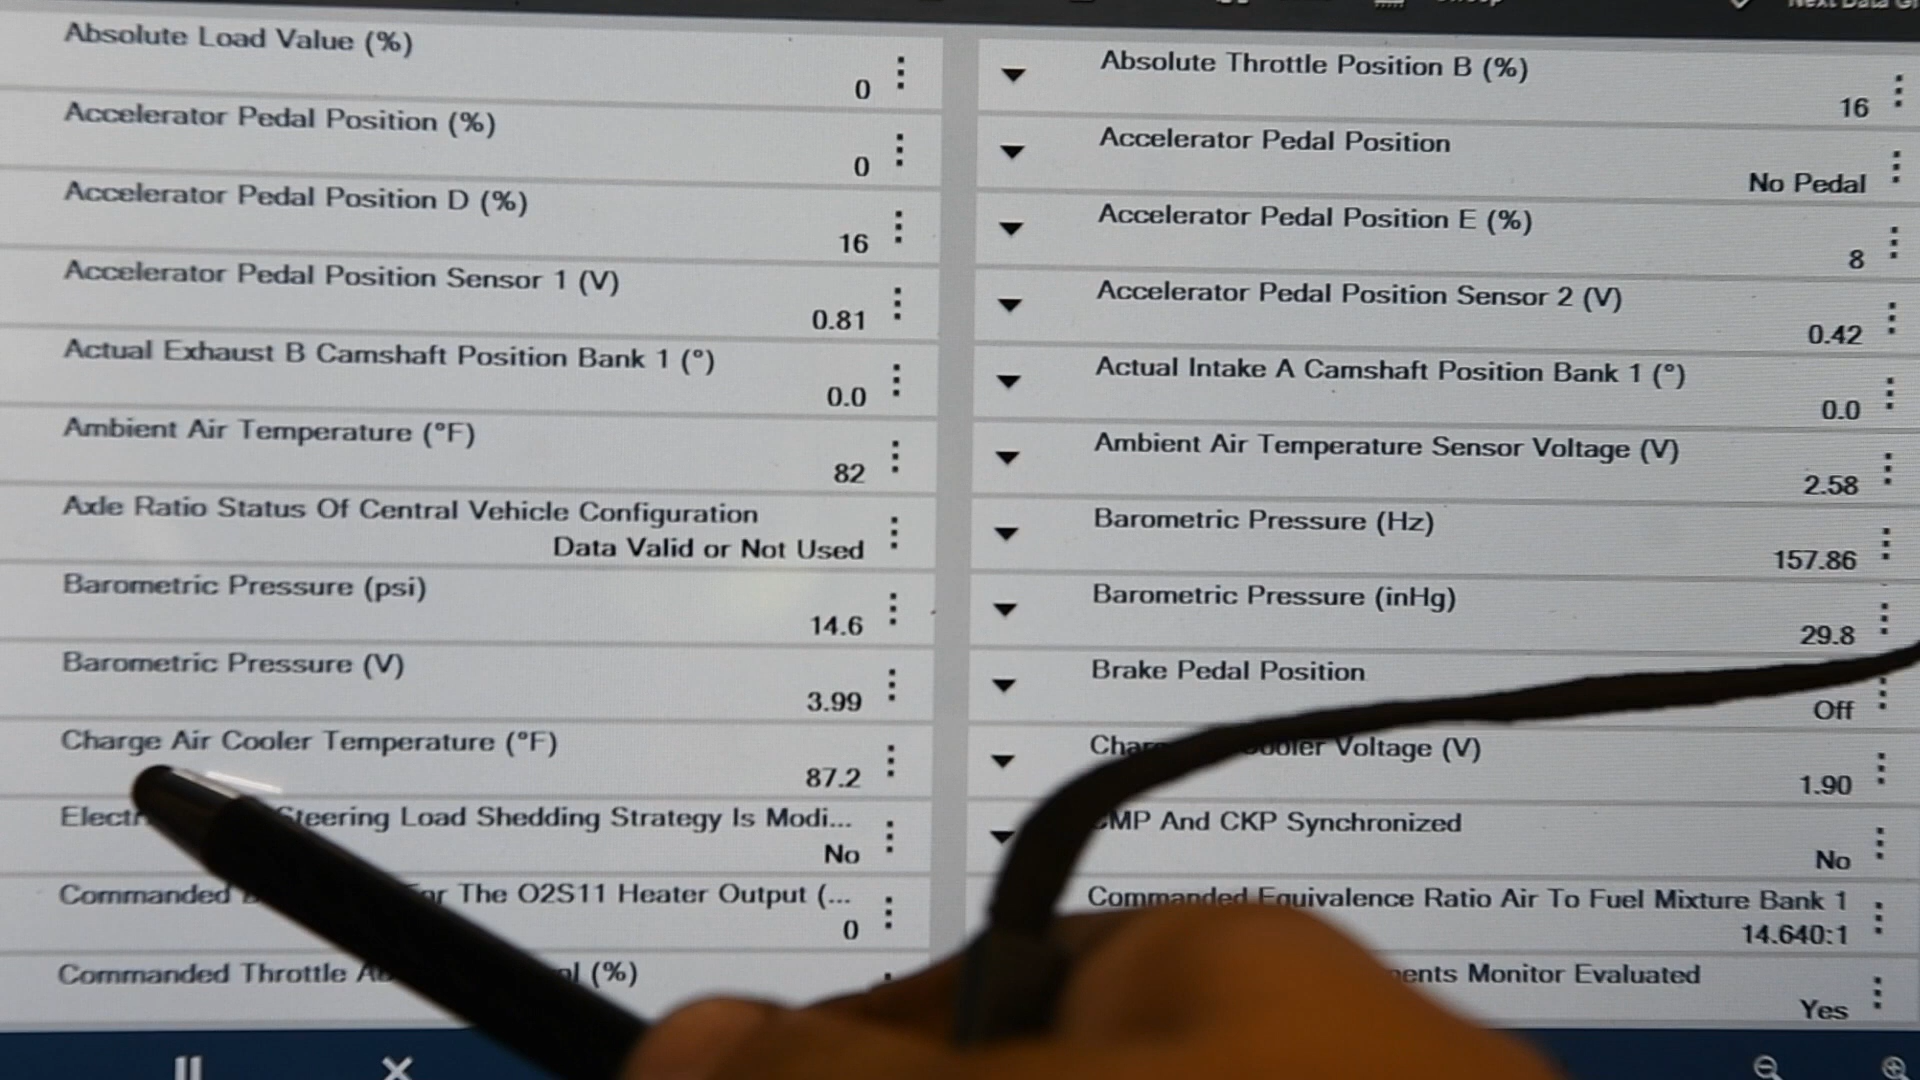 Absolute Load Value (%)
0
Absolute Throttle Position B (%)
16
Accelerator Pedal Position (%)
0
Accelerator Pedal Position
No Pedal
Accelerator Pedal Position D (%)
16
Accelerator Pedal Position E (%)
8
Accelerator Pedal Position Sensor 1 (V)
0.81
Accelerator Pedal Position Sensor 2 (V)
0.42
Actual Exhaust B Camshaft Position Bank 1 (°)
0.0
Actual Intake A Camshaft Position Bank 1 (°)
0.0
Ambient Air Temperature (°F)
82
Ambient Air Temperature Sensor Voltage (V)
2.58
Axle Ratio Status Of Central Vehicle Configuration
Data Valid or Not Used
Barometric Pressure (Hz)
157.86
Barometric Pressure (psi)
14.6
Barometric Pressure (inHg)
29.8
Barometric Pressure (V)
3.99
Brake Pedal Position
Off
Charge Air Cooler Temperature (°F)
87.2
Cooler Voltage (V)
1.90
Steering Load Shedding Strategy Is Modi...
No
CMP And CKP Synchronized
No
Commanded For The O2S11 Heater Output (...
0
Commanded Equivalence Ratio Air To Fuel Mixture Bank 1
14.640:1
Commanded Throttle (%)
Monitor Evaluated
Yes